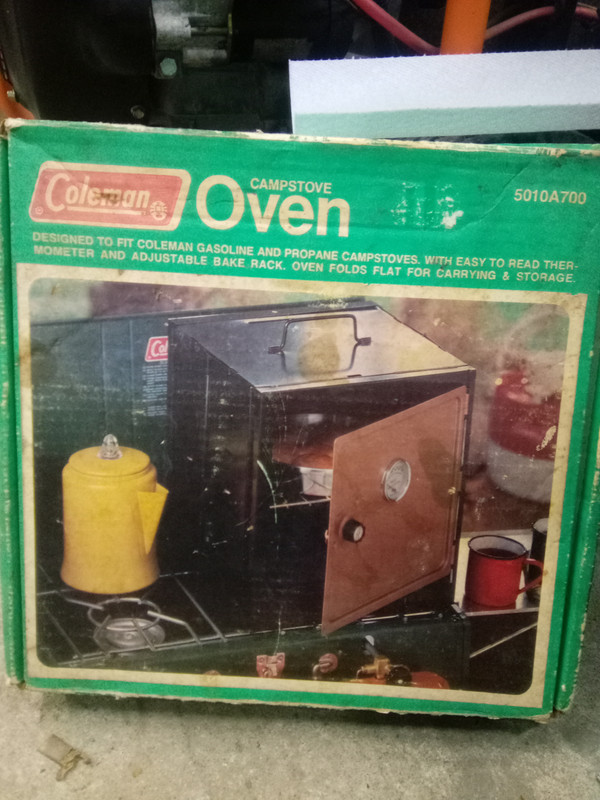 Coleman
CAMPSTOVE
Oven
5010A700
DESIGNED TO FIT COLEMAN GASOLINE AND PROPANE CAMPSTOVES. WITH EASY TO READ THER-
MOMETER AND ADJUSTABLE BAKE RACK. OVEN FOLDS FLAT FOR CARRYING & STORAGE.